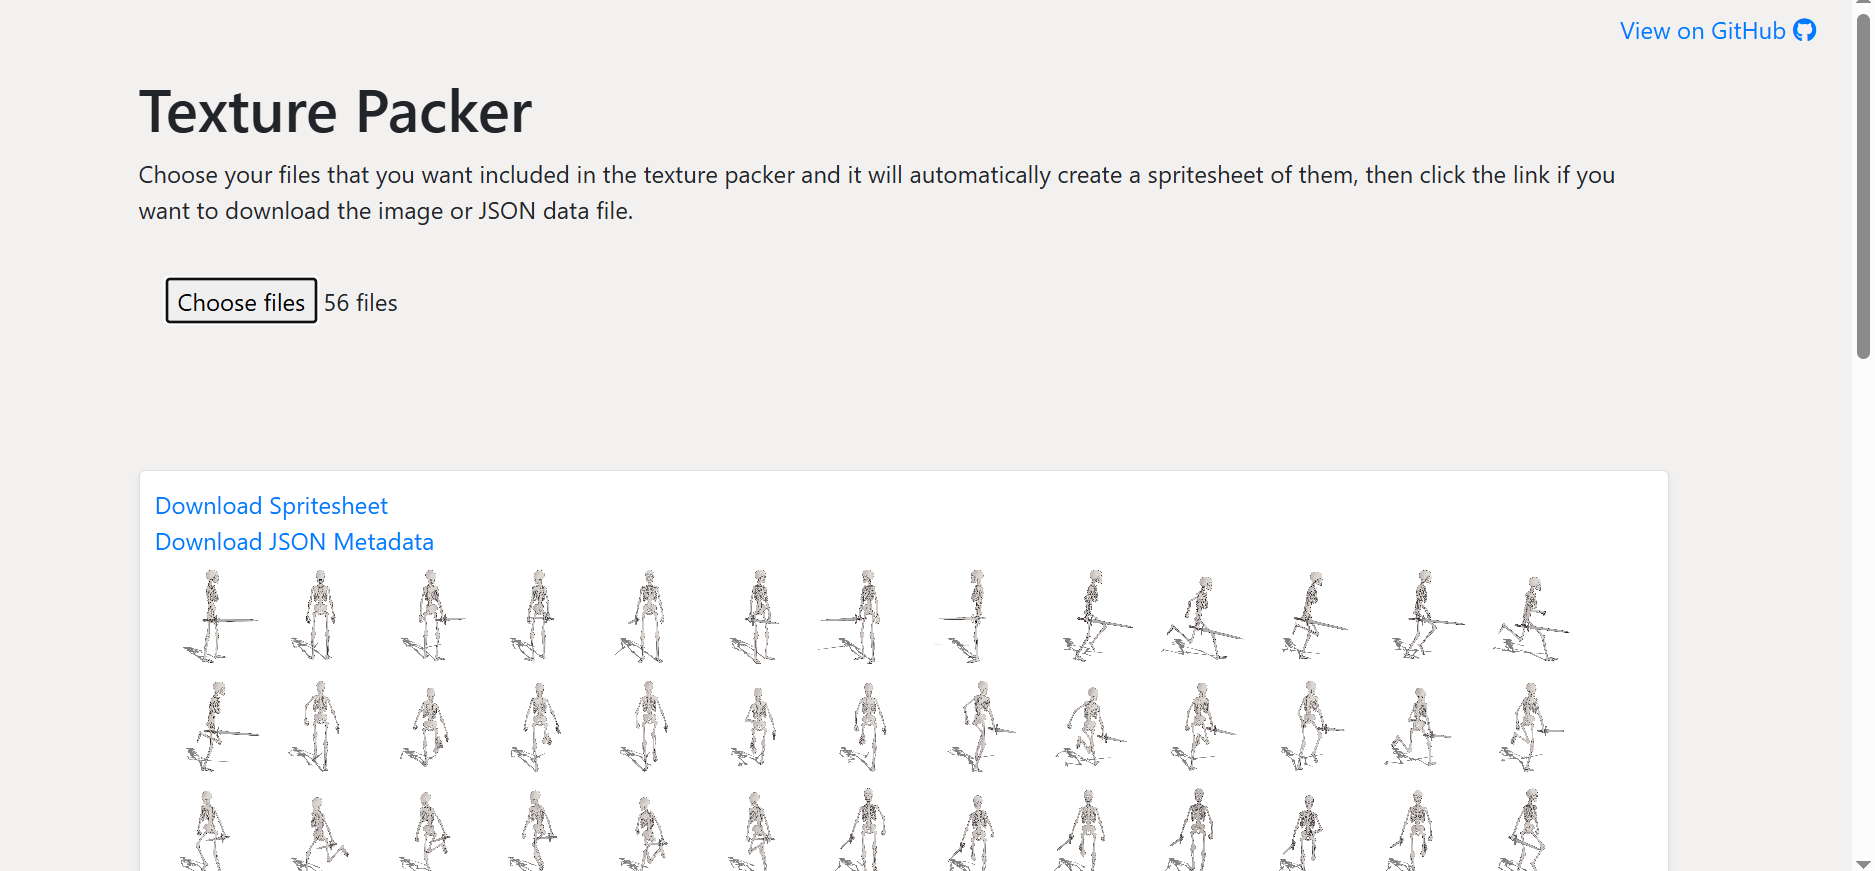 View on GitHub
Texture Packer
Choose your files that you want included in the texture packer and it will automatically create a spritesheet of them, then click the link if you
want to download the image or JSON data file.
Choose files 56 files
Download Spritesheet
Download JSON Metadata